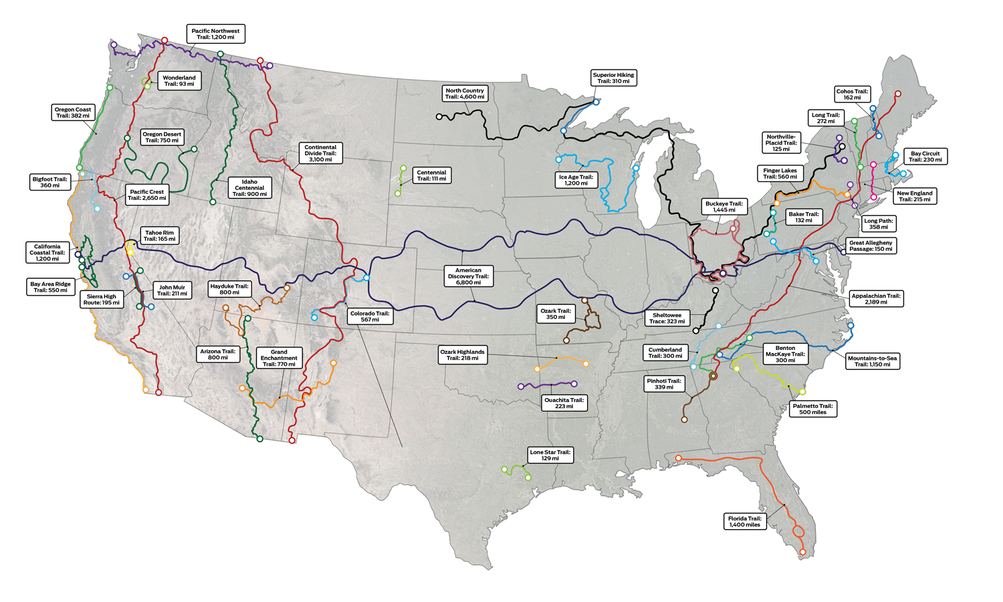 Pacific Northwest
Trail: 1,200 mi
Wonderland
Trail: 93 mi
Oregon Coast
Trail: 382 mi
Oregon Desert
Trail: 750 mi
Bigfoot Trail:
360 mi
Pacific Crest
Trail: 2,650 mi
Idaho
Centennial
Trail: 900 mi
Continental
Divide Trail:
3,100 mi
North Country
Trail: 4,600 mi
Superior Hiking
Trail: 310 mi
Centennial
Trail: 111 mi
Ice Age Trail:
1,200 mi
Buckeye Trail:
1,445 mi
Cohos Trail:
162 mi
Long Trail:
272 mi
Northville-
Placid Trail:
125 mi
Finger Lakes
Trail: 560 mi
Bay Circuit
Trail: 230 mi
New England
Trail: 215 mi
Baker Trail:
132 mi
Long Path:
358 mi
Great Allegheny
Passage: 150 mi
California
Coastal Trail:
1,200 mi
Tahoe Rim
Trail: 165 mi
Bay Area Ridge
Trail: 550 mi
Sierra High
Route: 195 mi
John Muir
Trail: 211 mi
Hayduke Trail:
800 mi
American
Discovery Trail:
6,800 mi
Appalachian Trail:
2,189 mi
Colorado Trail:
567 mi
Ozark Trail:
350 mi
Sheltowee
Trace: 323 mi
Arizona Trail:
800 mi
Grand
Enchantment
Trail: 770 mi
Ozark Highlands
Trail: 218 mi
Cumberland
Trail: 300 mi
Benton
MacKaye Trail:
300 mi
Mountains-to-Sea
Trail: 1,150 mi
Pinhoti Trail:
339 mi
Ouachita Trail:
223 mi
Palmetto Trail:
500 miles
Lone Star Trail:
129 mi
Florida Trail:
1,400 miles